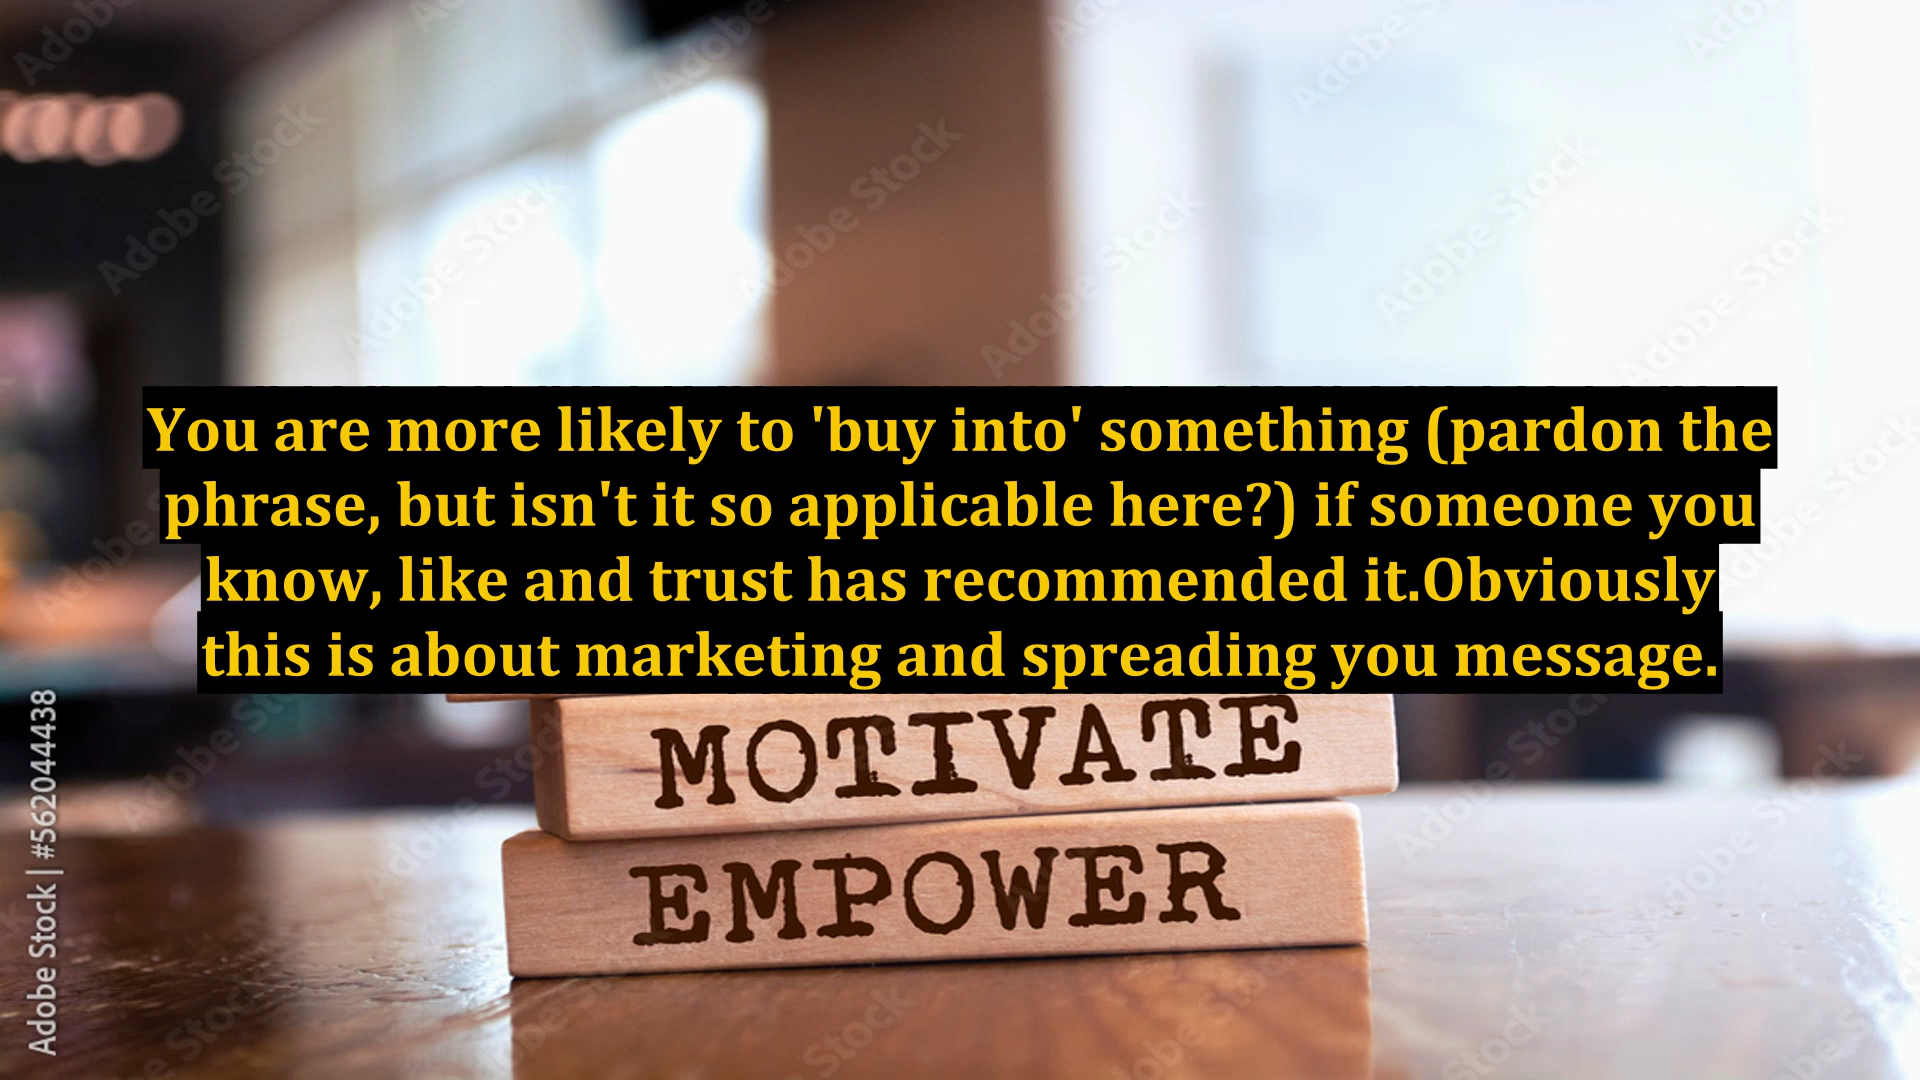 You are more likely to 'buy into' something (pardon the
phrase, but isn't it so applicable here?) if someone you
know, like and trust has recommended it.Obviously
this is about marketing and spreading you message.
MOTIVATE
EMPOWER
Adobe Stock | #562044438